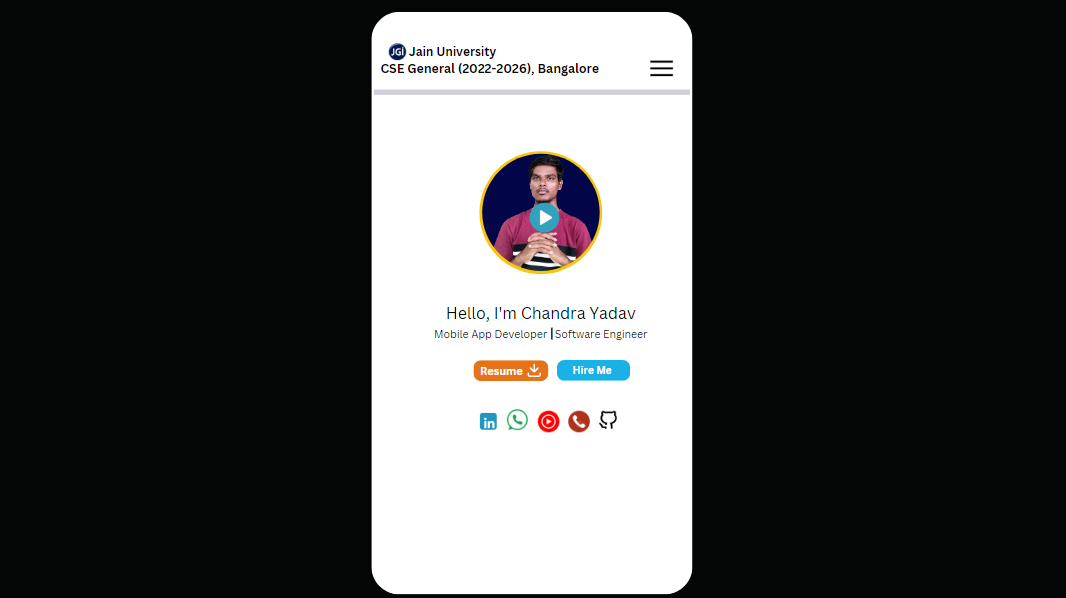 JGi Jain University
CSE General (2022-2026), Bangalore
Hello, I'm Chandra Yadav
Mobile App Developer |Software Engineer
Resume Hire Me
in